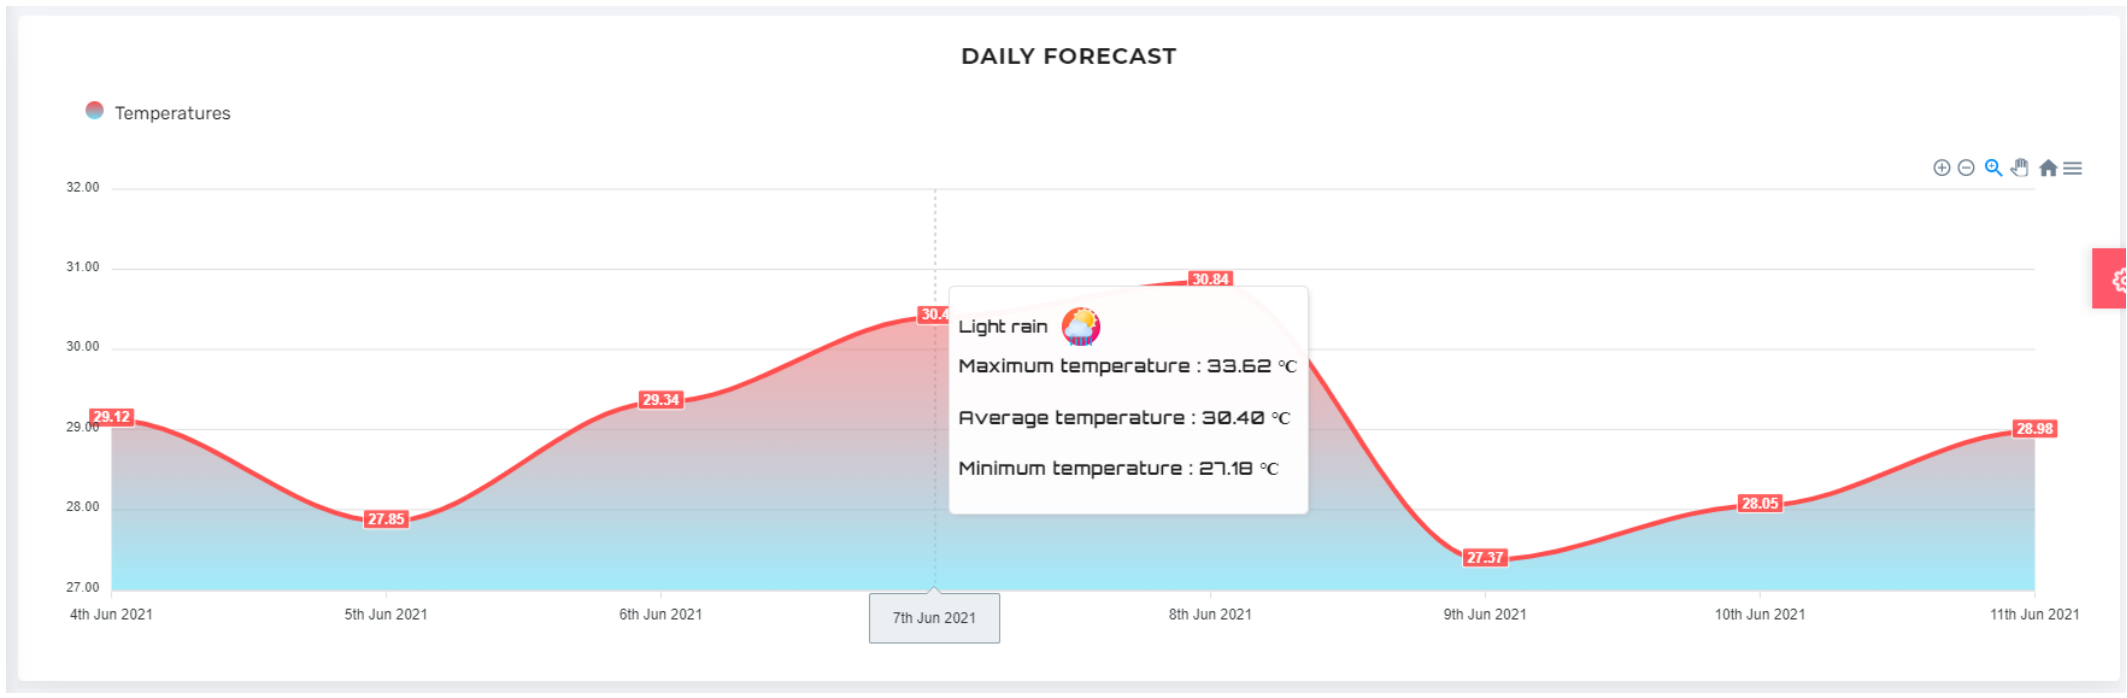 DAILY FORECAST
Temperatures
32.00
31.00
30.00
29.00
28.00
27.00
29.12
27.85
29.34
30.4
30.84
27.37
28.05
28.98
Light rain
Maximum temperature : 33.62 °C
Average temperature : 30.40 °C
Minimum temperature : 27.18 °C
4th Jun 2021
5th Jun 2021
6th Jun 2021
7th Jun 2021
8th Jun 2021
9th Jun 2021
10th Jun 2021
11th Jun 2021